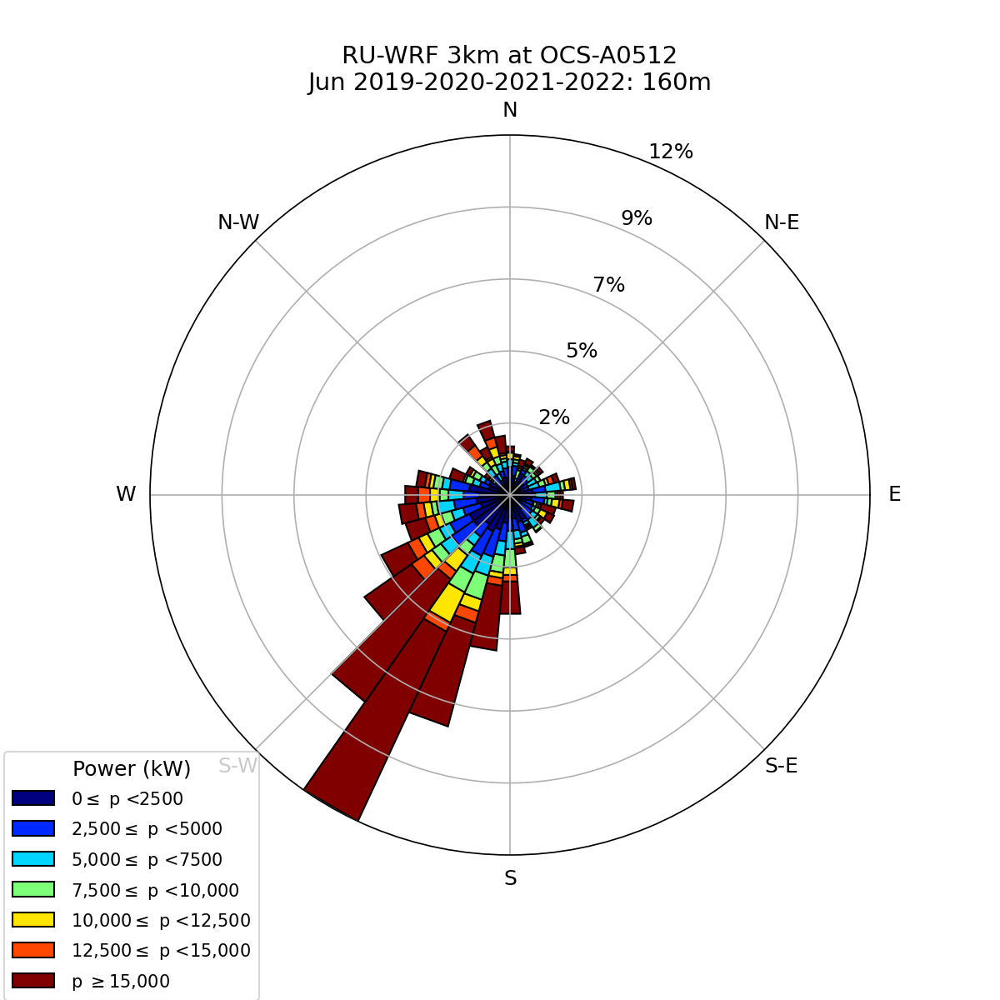 RU-WRF 3km at OCS-A0512
Jun 2019-2020-2021-2022: 160m
N
12%
9%
N-W
N-E
7%
5%
2%
W
E
S-W
S-E
S
Power (kW)
0≤ p <2500
2,500≤ p <5000
5,000≤ p <7500
7,500≤ p <10,000
10,000≤ p <12,500
12,500≤ p <15,000
p ≥15,000